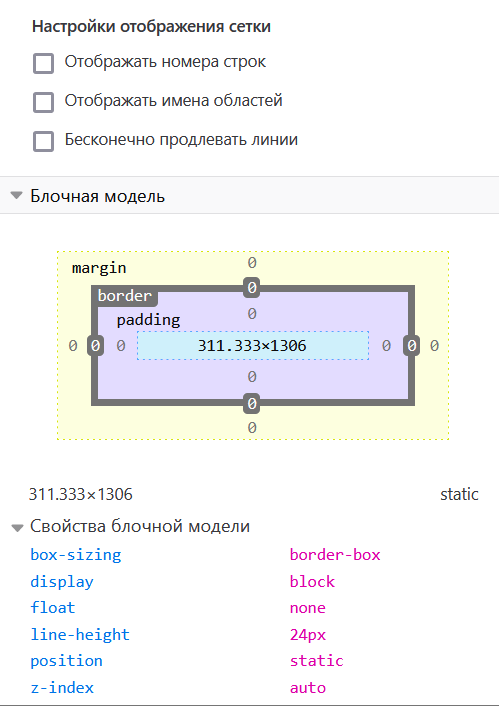 Настройки отображения сетки
Отображать номера строк
Отображать имена областей
Бесконечно продлевать линии
Блочная модель
margin 0
border 0
padding 0
0 0 0 311.333×1306 0 0 0
0
0
0
311.333×1306 static
Свойства блочной модели
box-sizing border-box
display block
float none
line-height 24px
position static
z-index auto